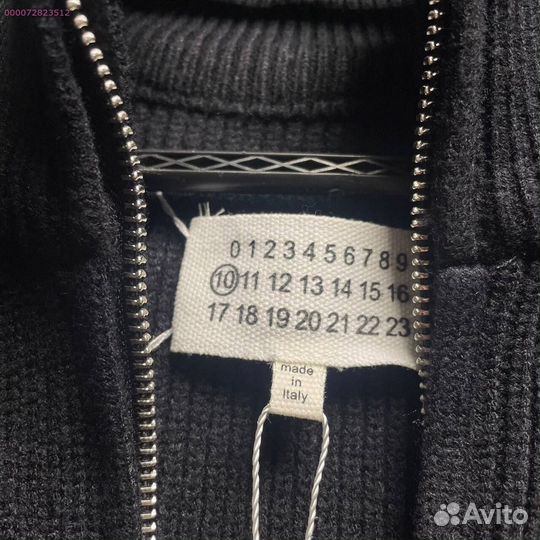 000072823512
0 1 2 3 4 5 6 7 8 9
10 11 12 13 14 15 16
17 18 19 20 21 22 23
made
in
Italy
Avito